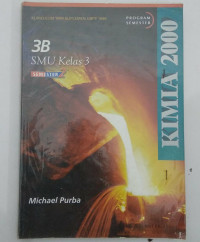 PROGRAM
SEMESTER
3B
SMU Kelas 3
KIMIA 2000
Michael Purba